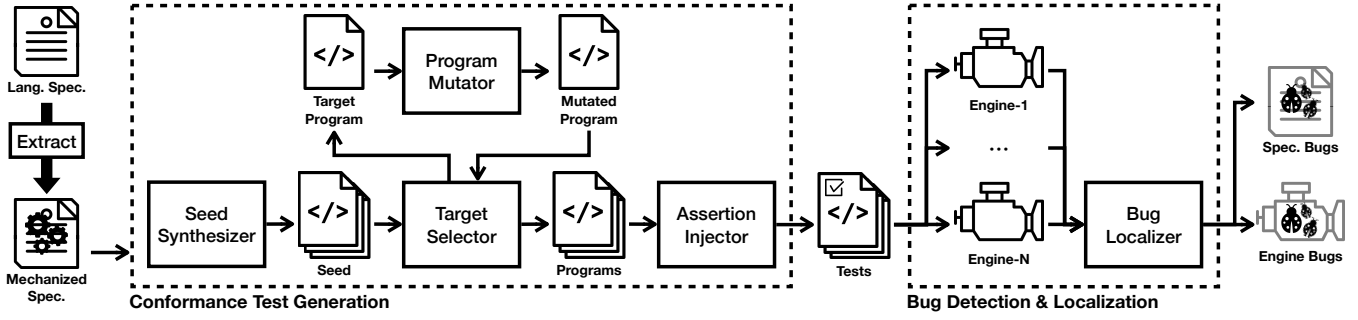 Lang. Spec.
Extract
Mechanized
Spec.
</>
Target
Program
Program
Mutator
</>
Mutated
Program
Seed
Synthesizer
</>
Seed
Target
Selector
</>
Programs
Assertion
Injector
Conformance Test Generation
</>
Tests
Engine-1
...
Engine-N
Bug
Localizer
Bug Detection & Localization
Spec. Bugs
Engine Bugs